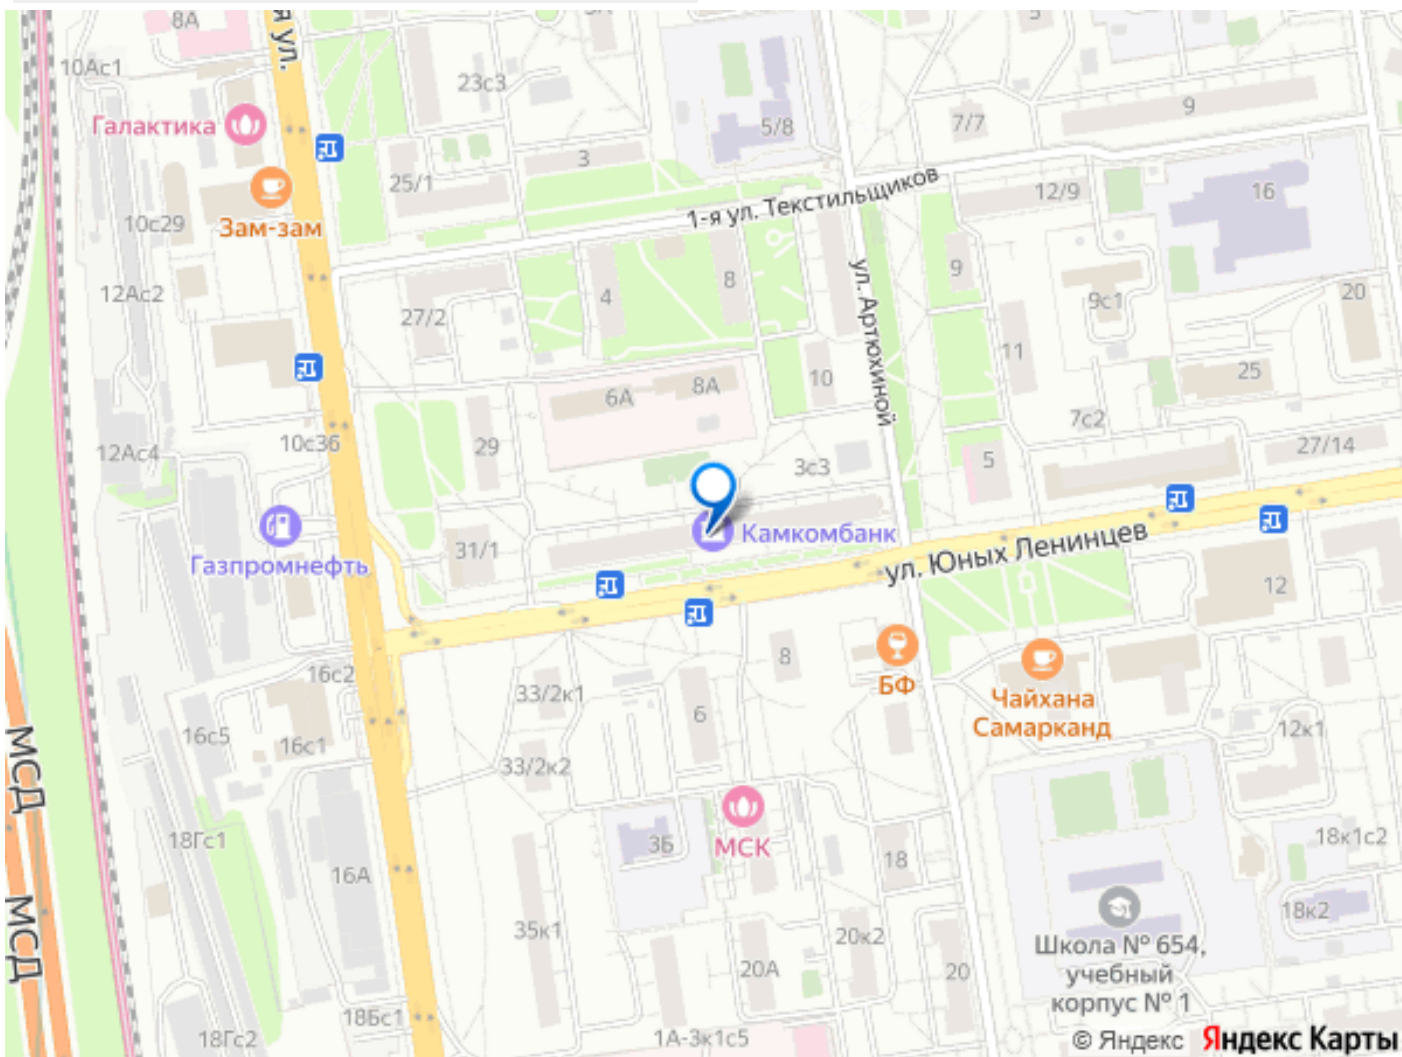 8А
я ул.
3А
5
10Ас1
23с3
9
Галактика
5/8
7/7
3
25/1
12/9
16
Зам-зам
10с29
1-я ул. Текстильщиков
12Ас2
27/2
4
8
ул. Артюхиной
9
9с1
20
11
6А
8А
10
25
7с2
12Ас4
10с36
29
3с3
5
27/14
Газпромнефть
31/1
Камкомбанк
ул. Юных Ленинцев
12
16с2
33/2к1
8
БФ
Чайхана
Самарканд
6
16с5
16с1
33/2к2
12к1
МСД
18Гс1
3Б
МСК
18
18к1с2
16А
МСД
35к1
20к2
18к2
Школа № 654,
учебный
корпус № 1
20А
20
18Гс2
18Бс1
1А-3к1с5
© Яндекс Яндекс Карты